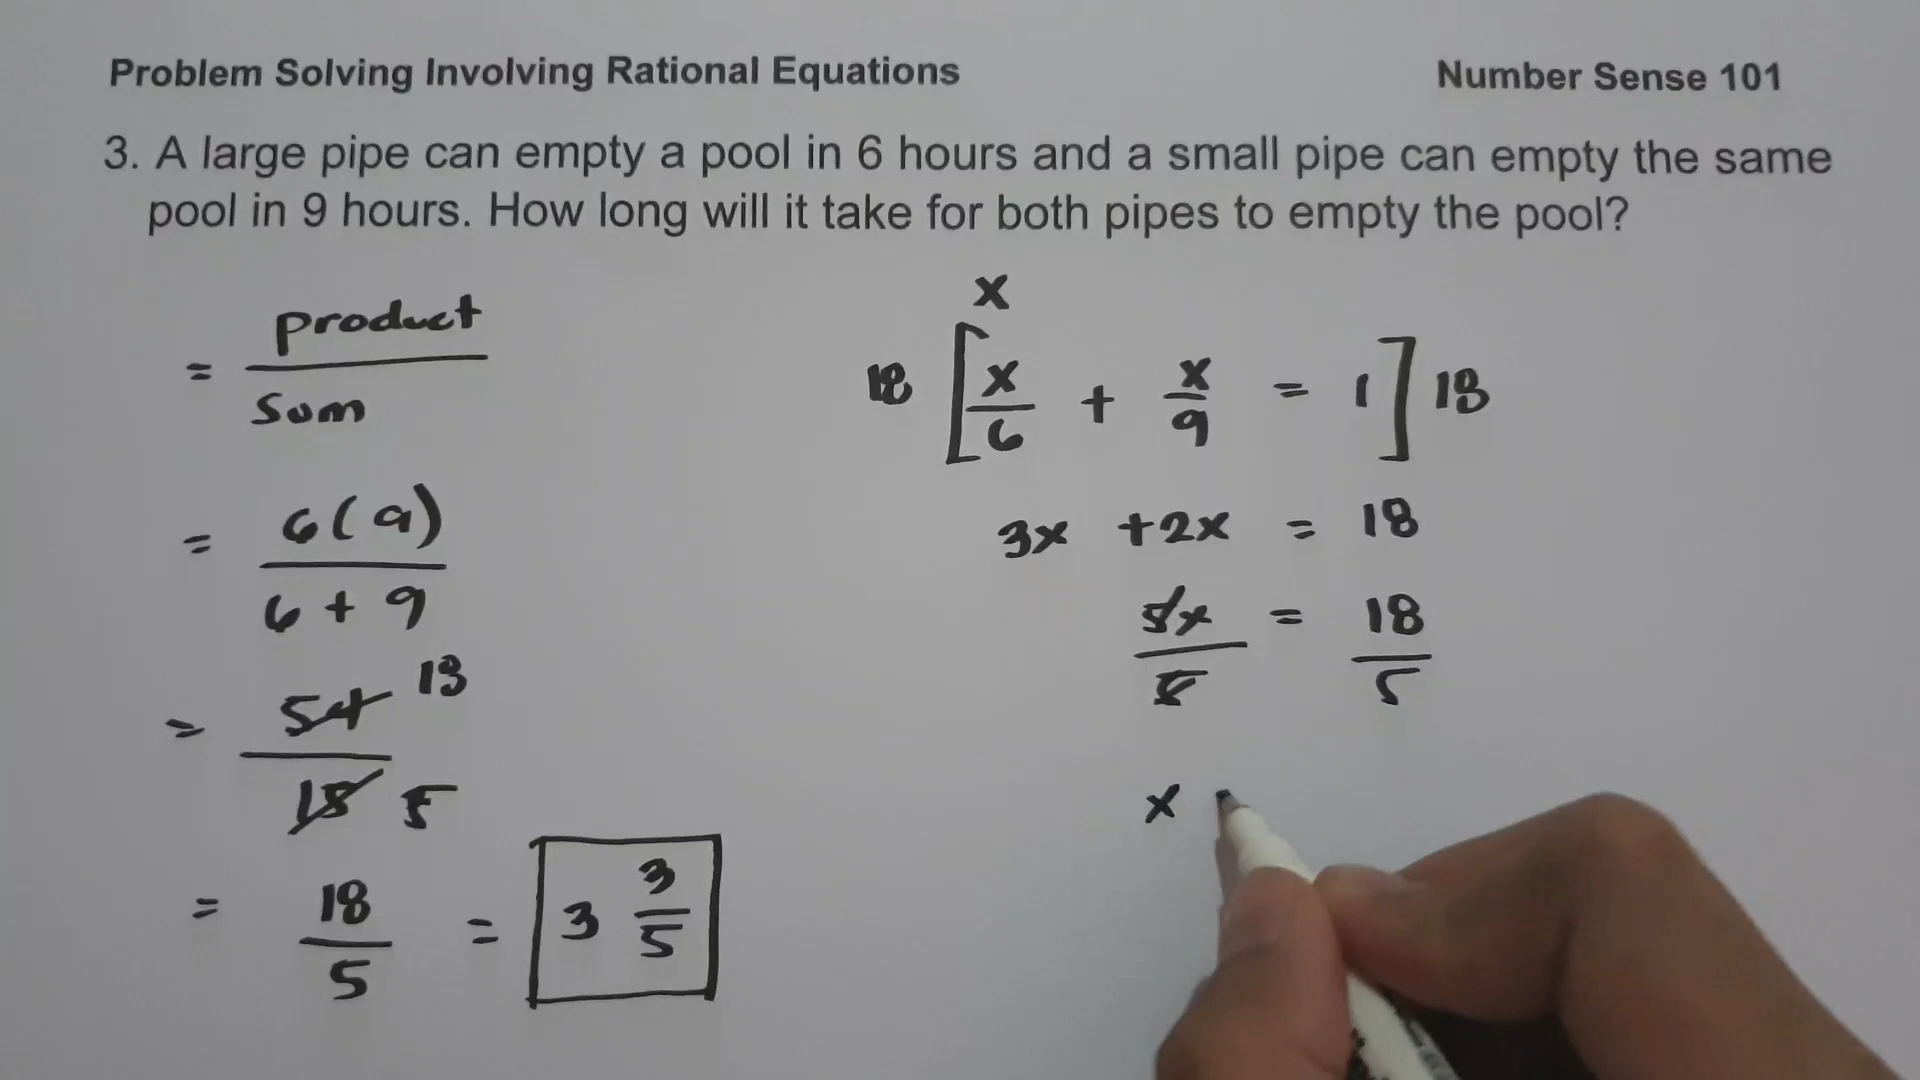 Problem Solving Involving Rational Equations
Number Sense 101
3. A large pipe can empty a pool in 6 hours and a small pipe can empty the same
pool in 9 hours. How long will it take for both pipes to empty the pool?
= product / Sum
= 6(9) / 6 + 9
= 54 18 / 15 5
= 18/5 = 3 3/5
x
18 [x/6 + x/9 = 1] 18
3x + 2x = 18
5x/5 = 18/5
x